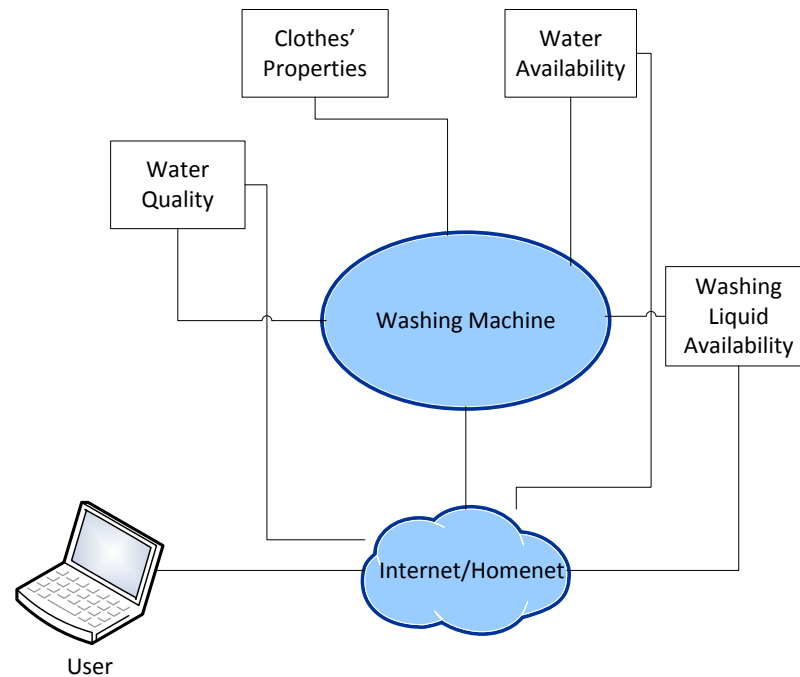 Clothes'
Properties
Water
Availability
Water
Quality
Washing
Liquid
Availability
Washing Machine
Internet/Homenet
User